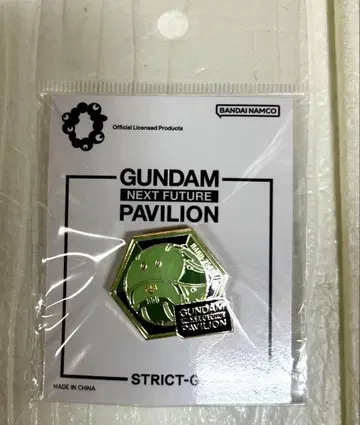 Official Licensed Products
BANDAI NAMCO
GUNDAM
NEXT FUTURE
PAVILION
GUNDAM
NEXT FUTURE
PAVILION
MADE IN CHINA
STRICT-G